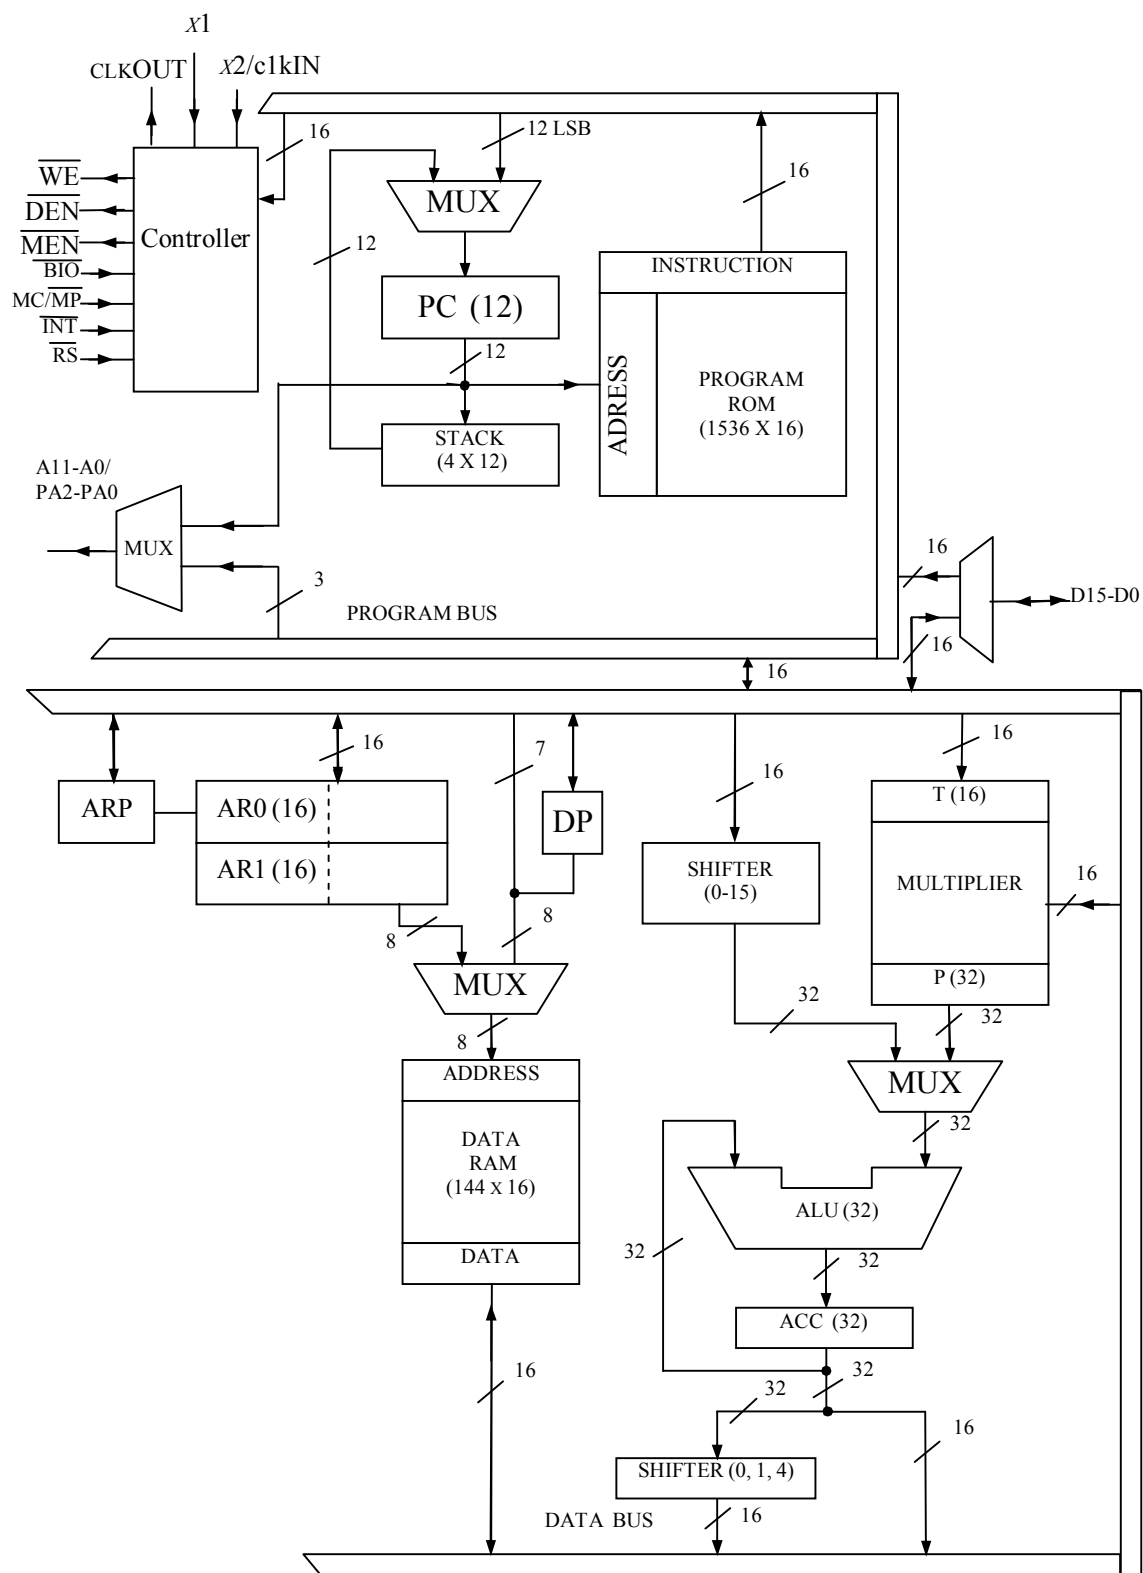 X1
CLKOUT
X2/c1kIN
16
12 LSB
WE
DEN
MEN
BIO
MC/MP
INT
RS
Controller
MUX
16
12
INSTRUCTION
PC (12)
12
ADRESS
PROGRAM
ROM
(1536 X 16)
STACK
(4 X 12)
A11-A0/
PA2-PA0
MUX
3
PROGRAM BUS
16
D15-D0
16
16
16
7
16
16
ARP
AR0 (16)
AR1 (16)
DP
T (16)
SHIFTER
(0-15)
MULTIPLIER
16
8
8
MUX
P (32)
32
32
8
ADDRESS
MUX
32
DATA
RAM
(144 X 16)
ALU (32)
32
32
DATA
ACC (32)
16
32
32
16
SHIFTER (0, 1, 4)
16
DATA BUS